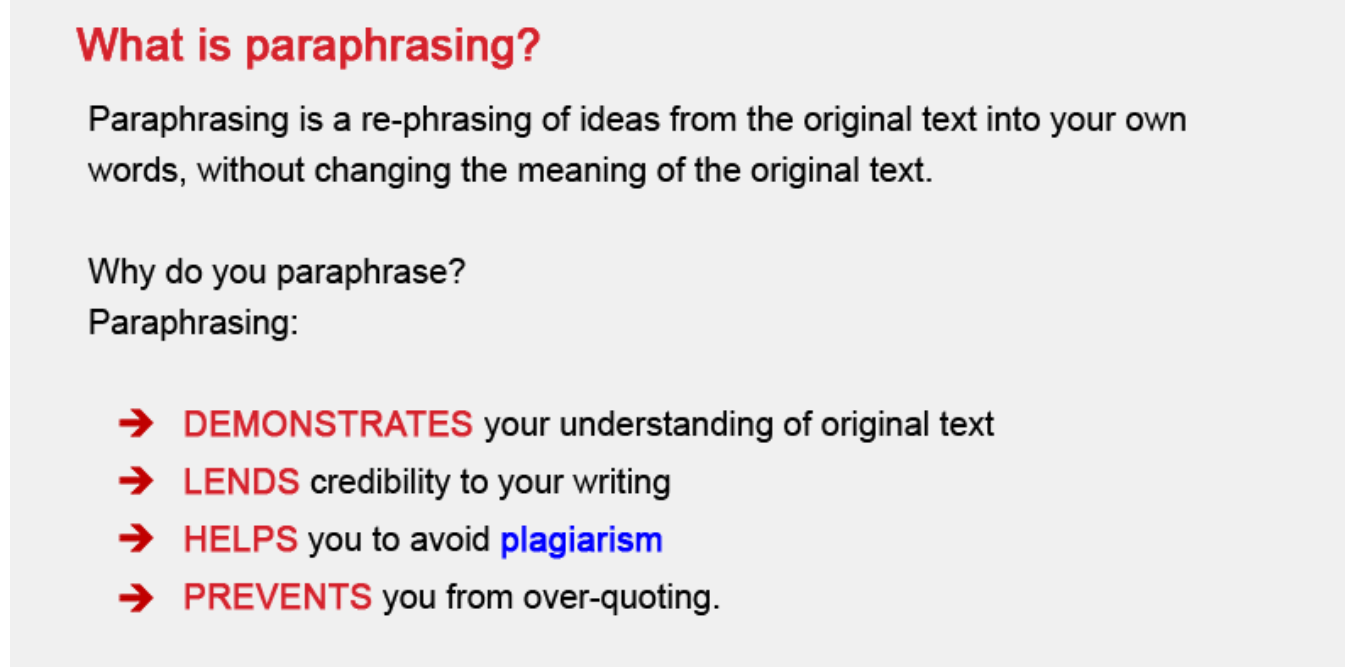 What is paraphrasing?
Paraphrasing is a re-phrasing of ideas from the original text into your own
words, without changing the meaning of the original text.
Why do you paraphrase?
Paraphrasing:
➔ DEMONSTRATES your understanding of original text
➔ LENDS credibility to your writing
➔ HELPS you to avoid plagiarism
➔ PREVENTS you from over-quoting.